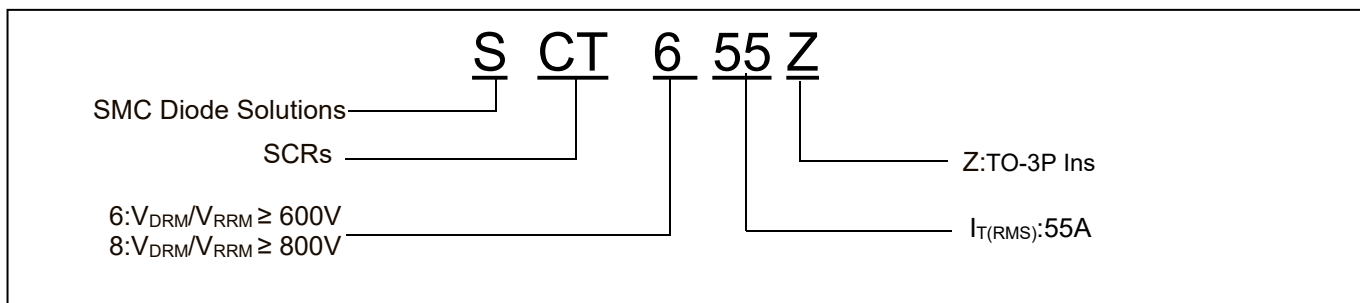 S CT 6 55 Z
SMC Diode Solutions
SCRs
Z:TO-3P Ins
6:VDRM/VRRM ≥ 600V
8:VDRM/VRRM ≥ 800V
IT(RMS):55A